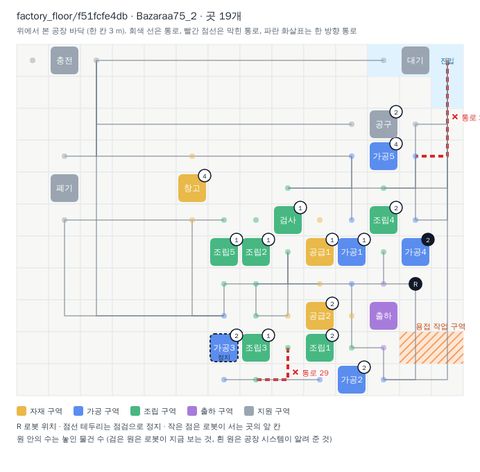 factory_floor/f51fcfe4db · Bazaraa75_2 · 곳 19개
위에서 본 공장 바닥 (한 칸 3 m). 회색 선은 통로, 빨간 점선은 막힌 통로, 파란 화살표는 한 방향 통로
충전
대기
진입
2
공구
통로
4
가공5
4
창고
폐기
1
검사
2
조립4
1
조립5
1
조립2
1
공급1
1
가공1
2
가공4
R
2
공급2
출하
용접 작업 구역
2
가공3
정지
1
조립3
2
조립1
통로 29
가공2
1
자재 구역
가공 구역
조립 구역
출하 구역
지원 구역
R 로봇 위치 · 점선 테두리는 점검으로 정지 · 작은 점은 로봇이 서는 곳의 앞 칸
원 안의 수는 놓인 물건 수 (검은 원은 로봇이 지금 보는 것, 흰 원은 공장 시스템이 알려 준 것)